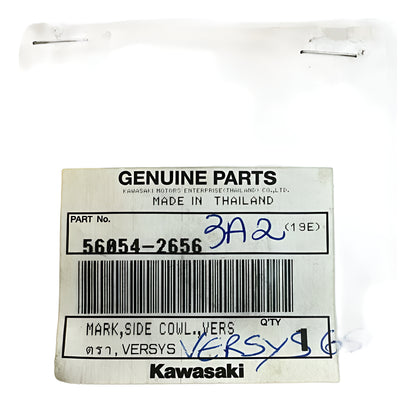 GENUINE PARTS
KAWASAKI MOTORS ENTERPRISE(THAILAND) CO.,LTD.
MADE IN THAILAND
PART No.
56054-2656 3A2 (19E)
MARK,SIDE COWL.,VERS Q'TY
ตรา,VERSYS VERSYS 1
Kawasaki